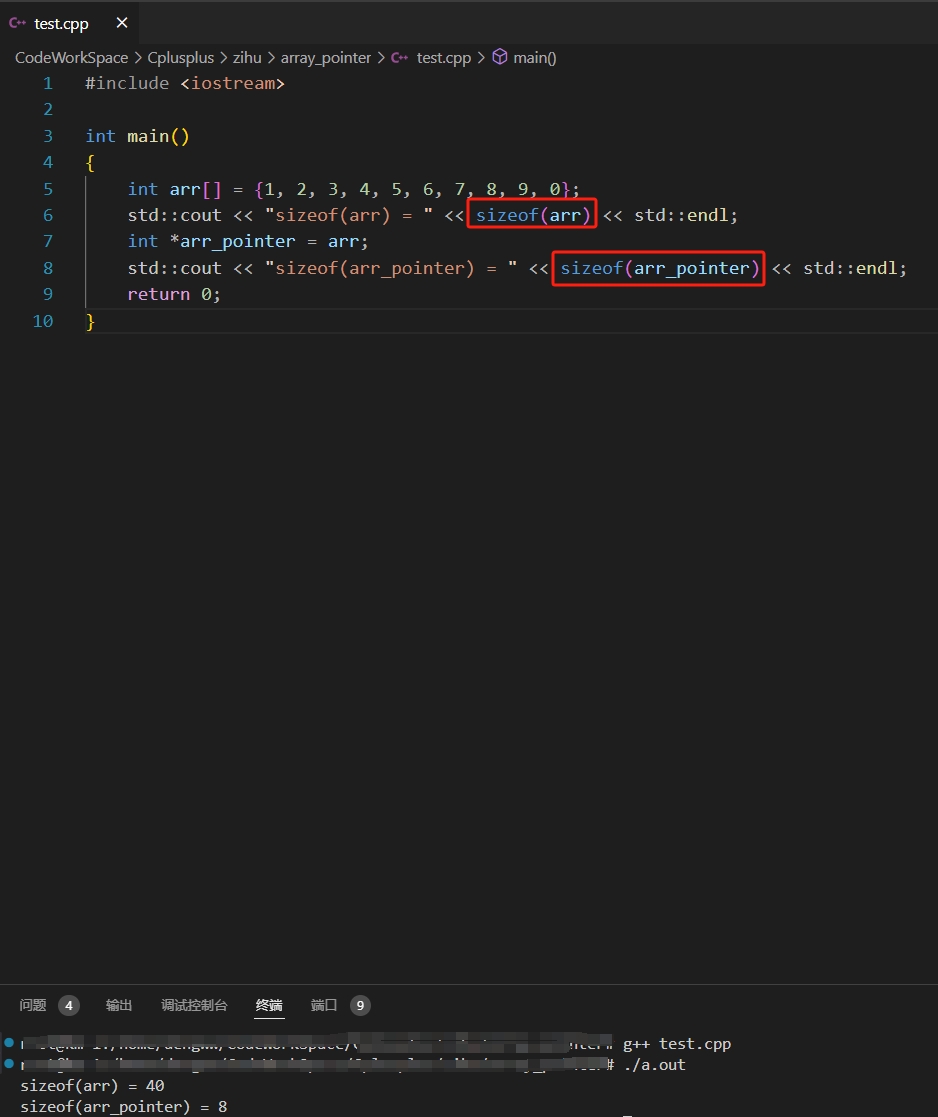 test.cpp
CodeWorkSpace > Cplusplus > zihu > array_pointer > test.cpp > main()
1 #include <iostream>
2
3 int main()
4 {
5 int arr[] = {1, 2, 3, 4, 5, 6, 7, 8, 9, 0};
6 std::cout << "sizeof(arr) = " << sizeof(arr) << std::endl;
7 int *arr_pointer = arr;
8 std::cout << "sizeof(arr_pointer) = " << sizeof(arr_pointer) << std::endl;
9 return 0;
10 }
问题 4 输出 调试控制台 终端 端口 9
g++ test.cpp
./a.out
sizeof(arr) = 40
sizeof(arr_pointer) = 8